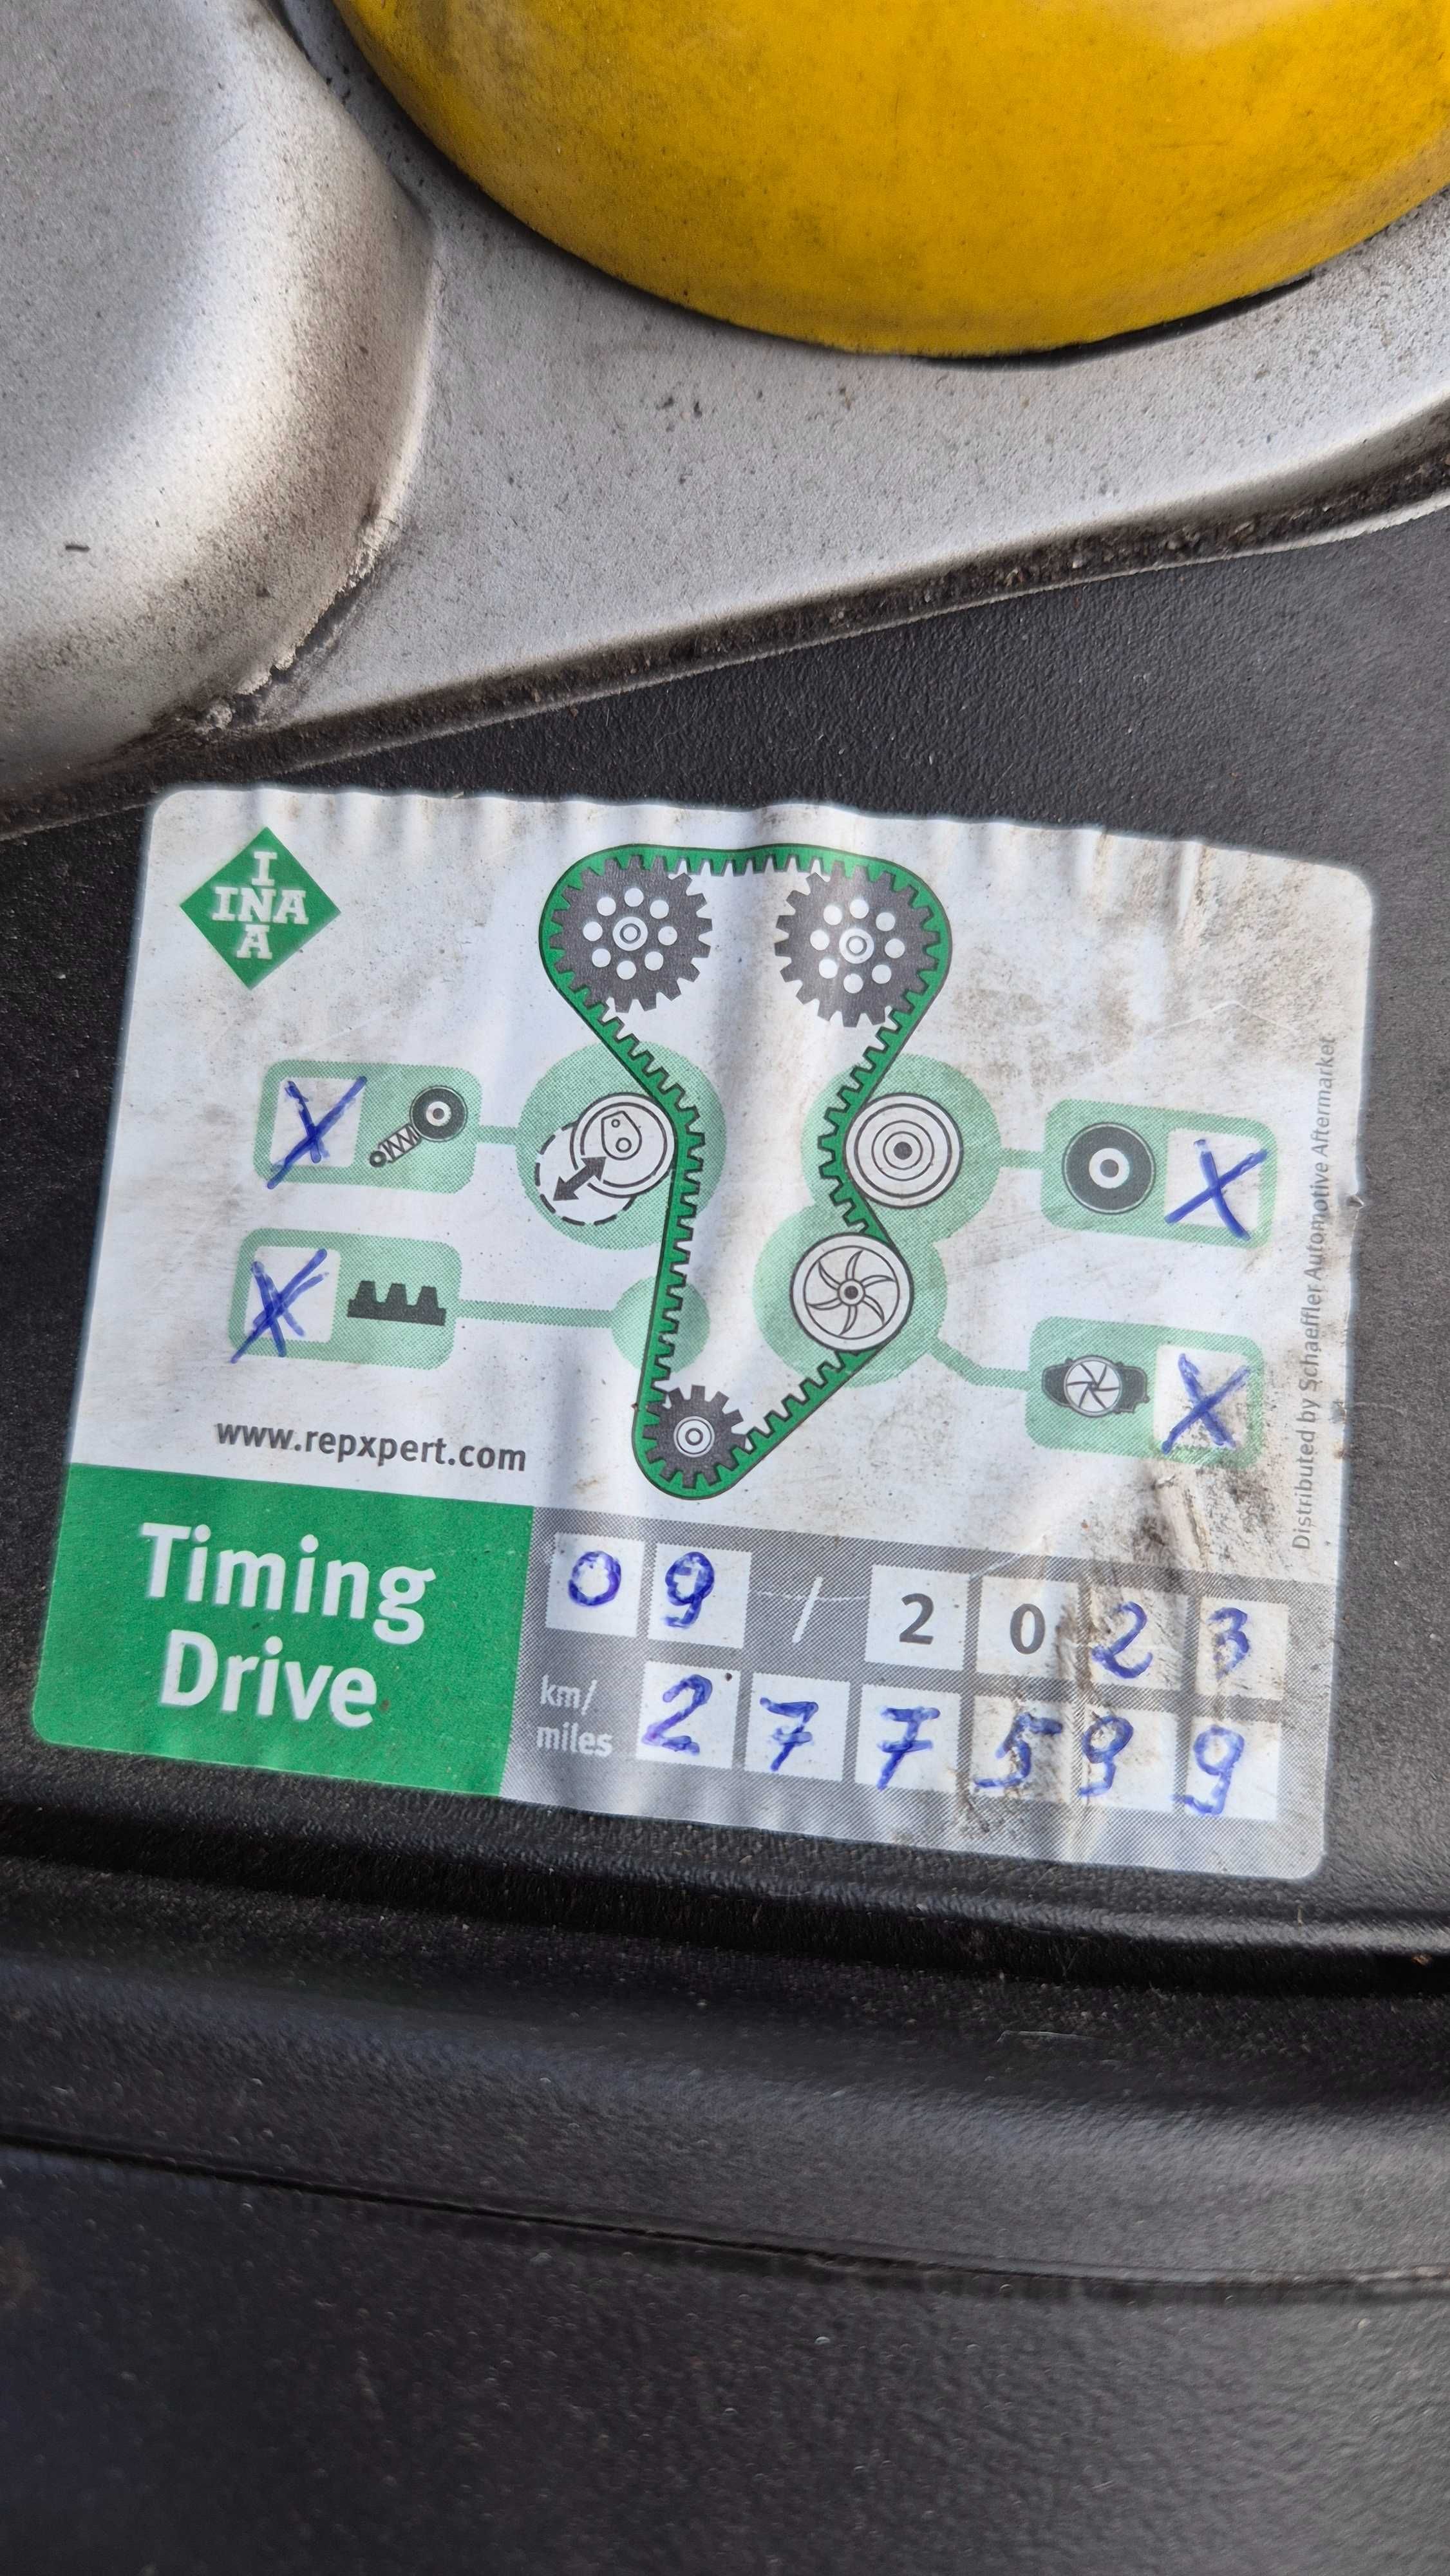 I
INA
A
X
X
X
X
www.repxpert.com
Distributed by Schaeffler Automotive Aftermarket
Timing
Drive
09 / 2023
km/
miles
277599